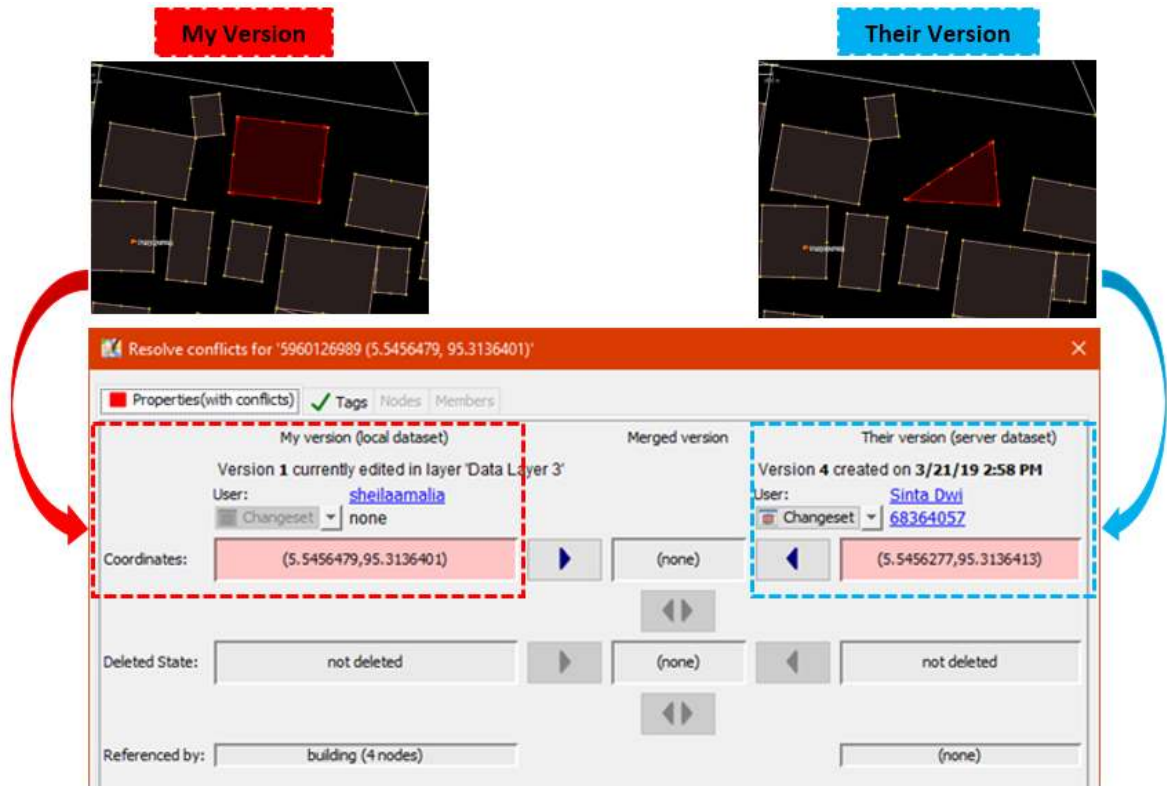 My Version
Their Version
Resolve conflicts for '5960126989 (5.5456479, 95.3136401)'
Properties(with conflicts) Tags Nodes Members
My version (local dataset) Merged version Their version (server dataset)
Version 1 currently edited in layer 'Data Layer 3' Version 4 created on 3/21/19 2:58 PM
User: sheilaamalia User: Sinta Dwi
Changeset none Changeset 68364057
Coordinates: (5.5456479,95.3136401) (none) (5.5456277,95.3136413)
Deleted State: not deleted (none) not deleted
Referenced by: building (4 nodes) (none)